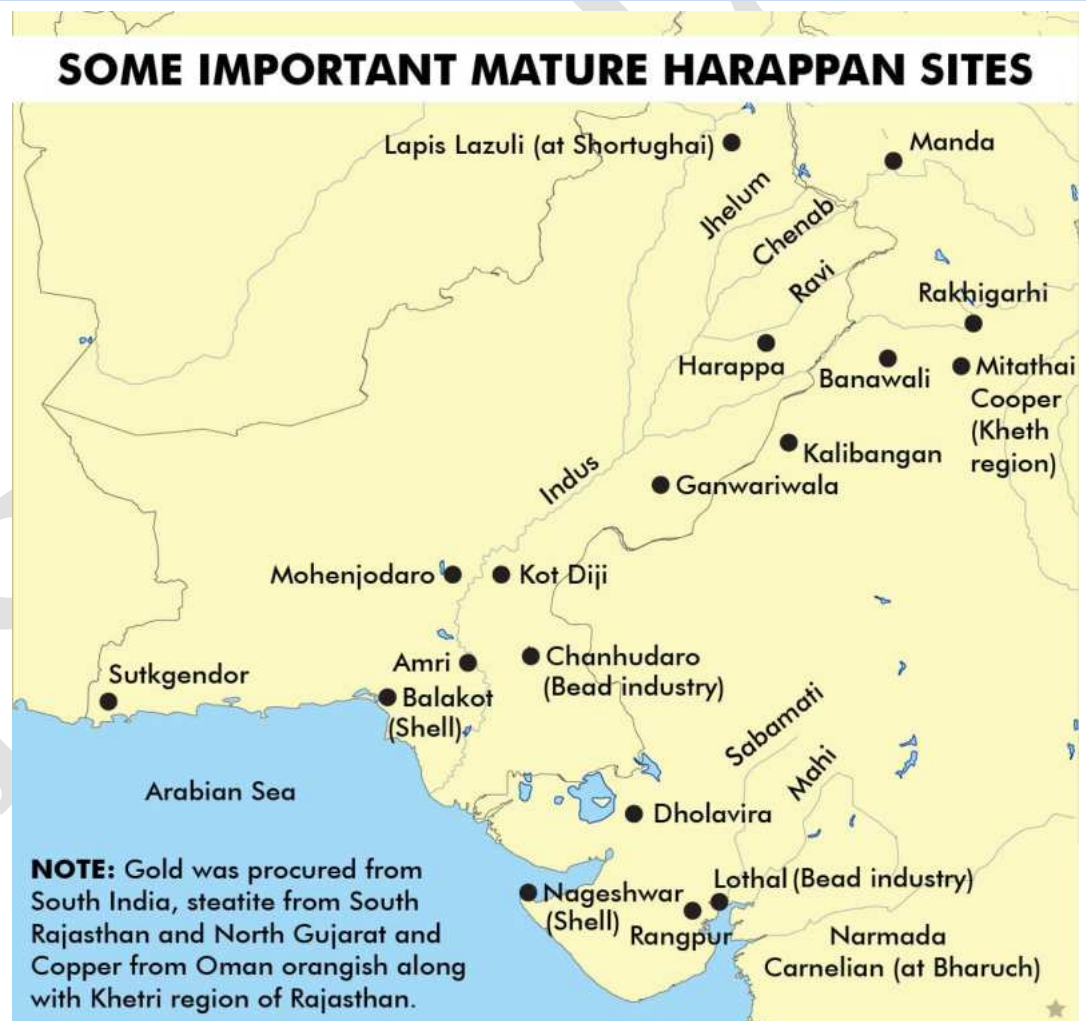 SOME IMPORTANT MATURE HARAPPAN SITES
Lapis Lazuli (at Shortughai)
Manda
Jhelum
Chenab
Ravi
Rakhigarhi
Harappa
Banawali
Mitathai
Cooper
(Kheth
region)
Kalibangan
Indus
Ganwariwala
Mohenjodaro
Kot Diji
Amri
Chanhudaro
(Bead industry)
Sutkgendor
Balakot
(Shell)
Sabamati
Mahi
Arabian Sea
Dholavira
NOTE: Gold was procured from
South India, steatite from South
Rajasthan and North Gujarat and
Copper from Oman orangish along
with Khetri region of Rajasthan.
Nageshwar
(Shell)
Lothal (Bead industry)
Rangpur
Narmada
Carnelian (at Bharuch)